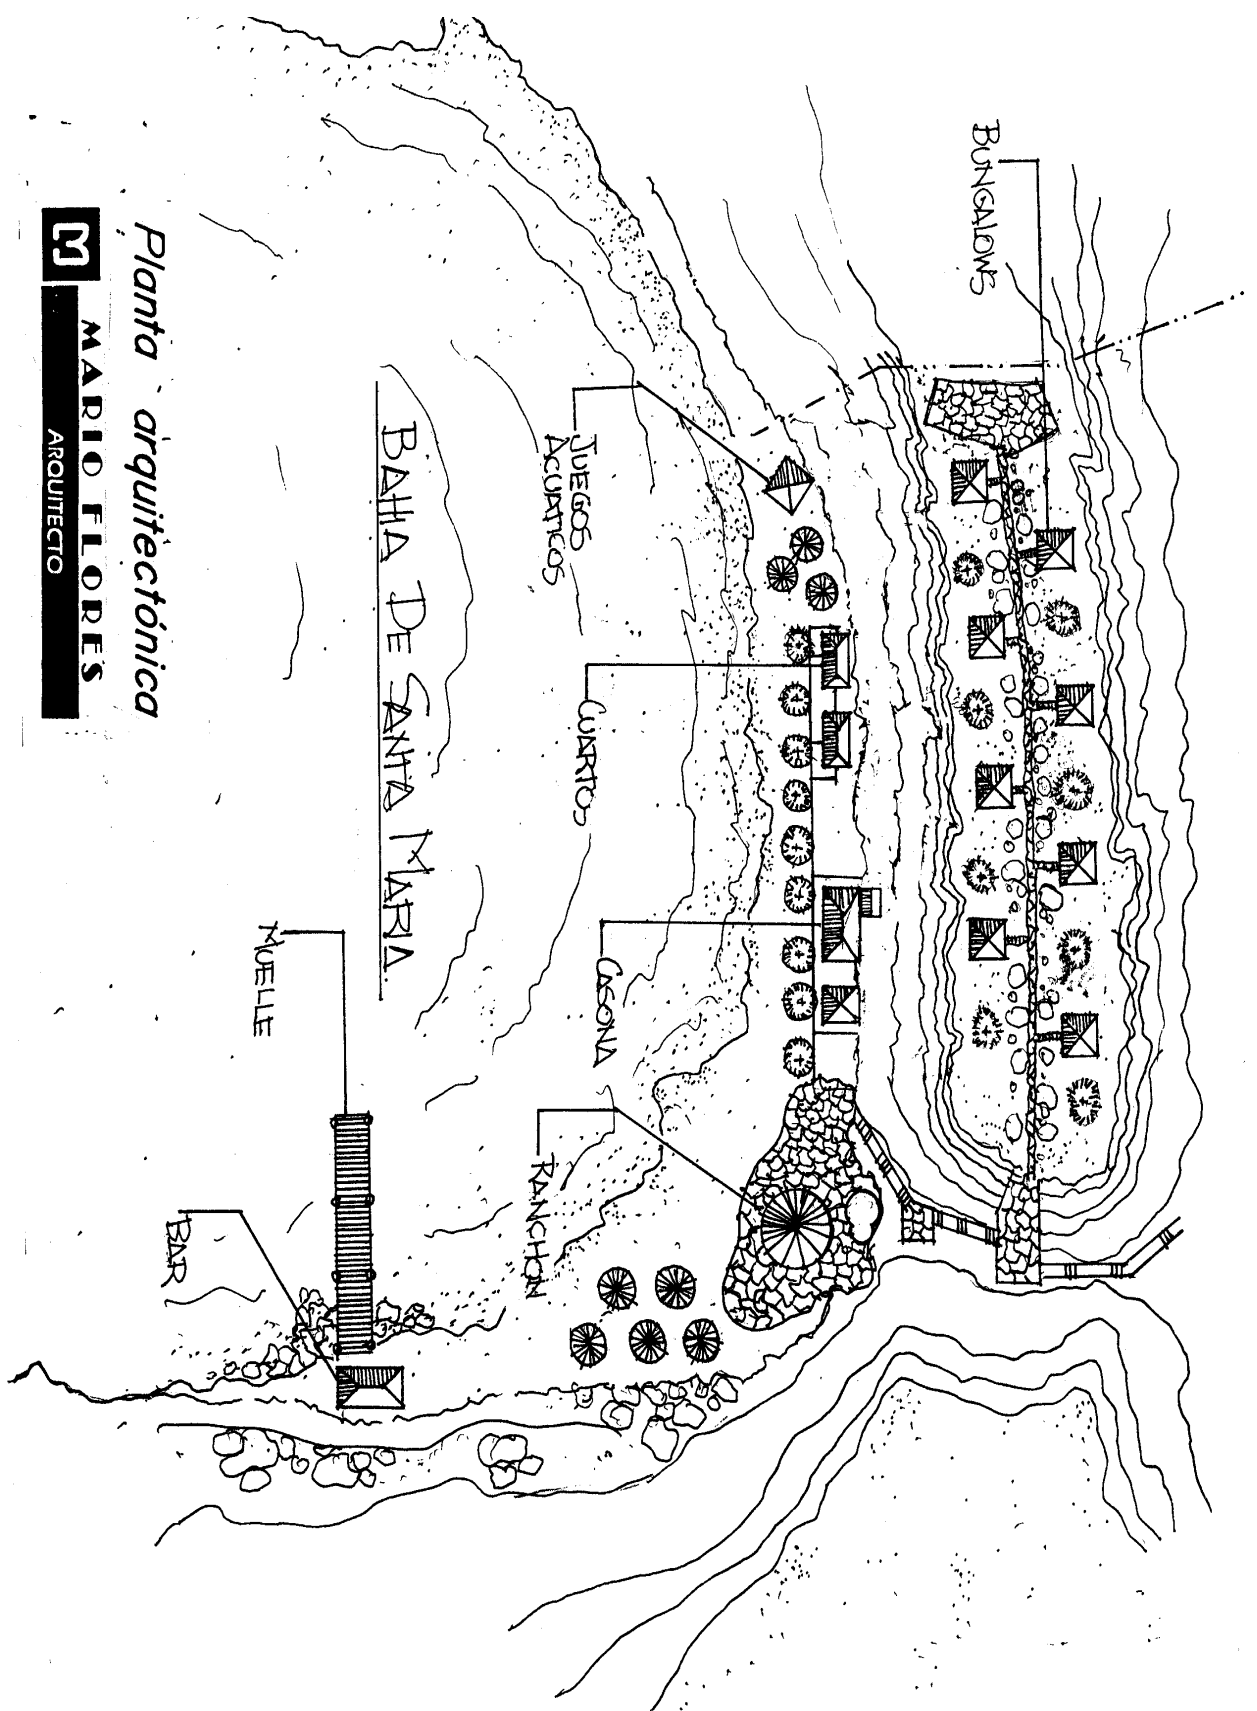 BUNGALOWS
JUEGOS
ACUATICOS
CUARTOS
CASONA
RANCHON
BAHIA DE SANTA MARIA
MUELLE
BAR
Planta arquitectónica
M
MARIO FLORES
ARQUITECTO